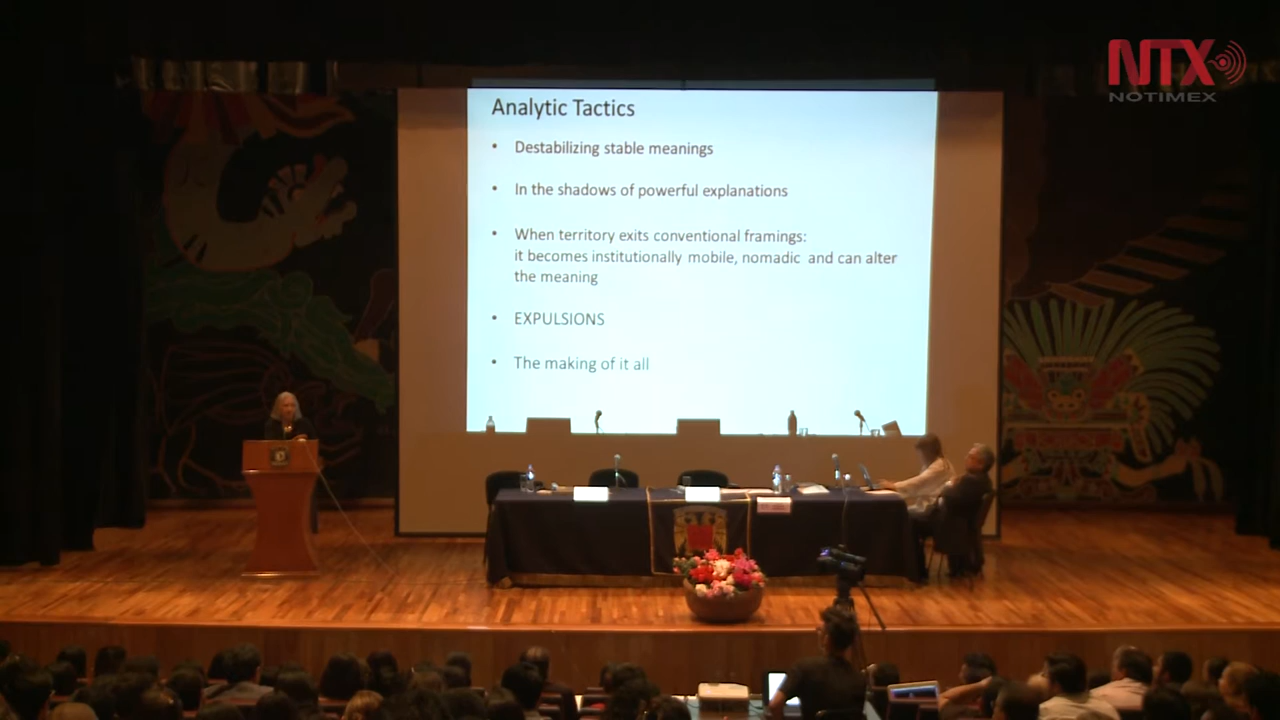 NTX
NOTIMEX
Analytic Tactics
• Destabilizing stable meanings
• In the shadows of powerful explanations
• When territory exits conventional framings:
it becomes institutionally mobile, nomadic and can alter
the meaning
• EXPULSIONS
• The making of it all